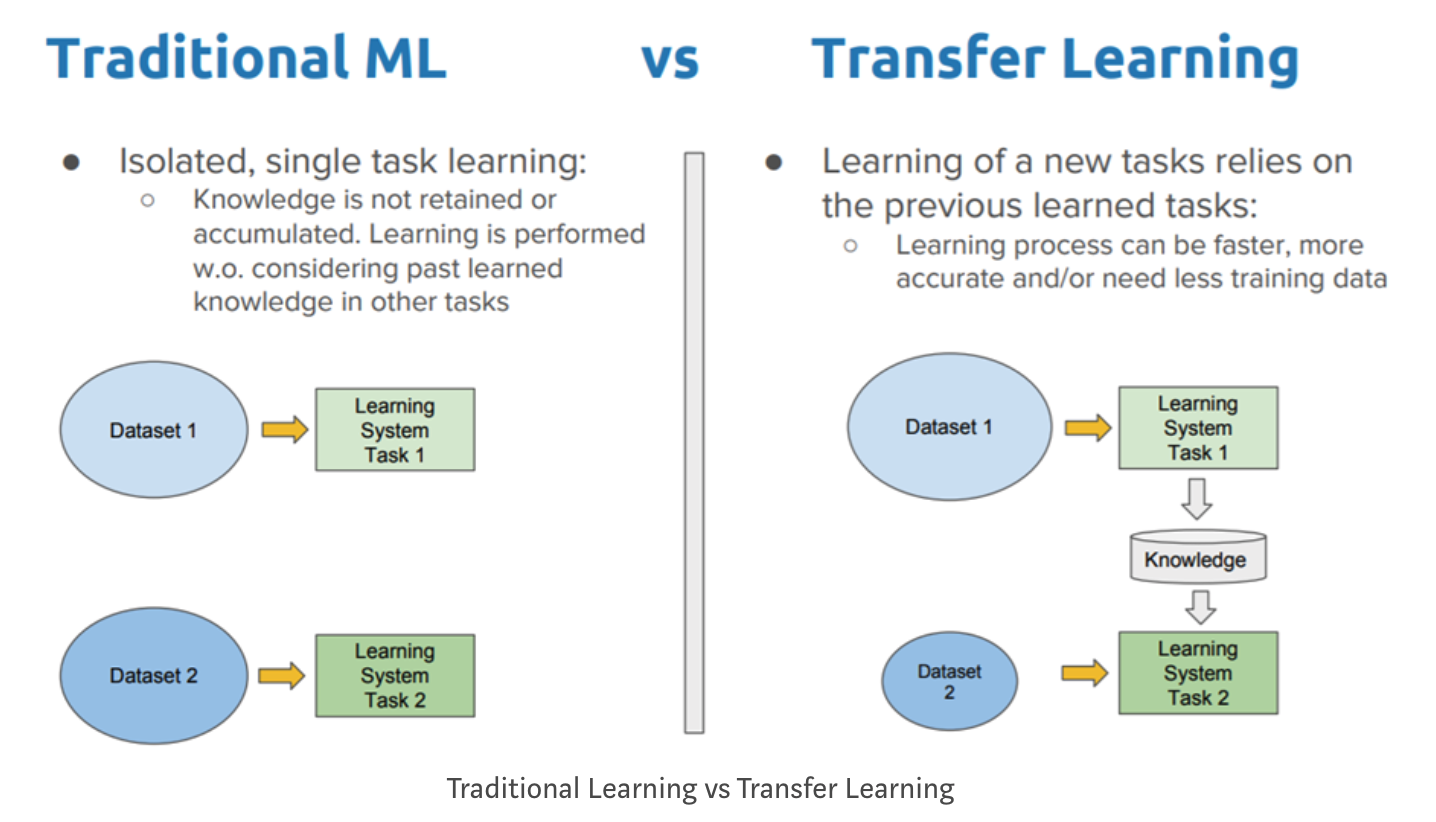 Traditional ML vs Transfer Learning
● Isolated, single task learning:
○ Knowledge is not retained or
accumulated. Learning is performed
w.o. considering past learned
knowledge in other tasks
● Learning of a new tasks relies on
the previous learned tasks:
○ Learning process can be faster, more
accurate and/or need less training data
Dataset 1
Learning
System
Task 1
Dataset 2
Learning
System
Task 2
Dataset 1
Learning
System
Task 1
Knowledge
Dataset
2
Learning
System
Task 2
Traditional Learning vs Transfer Learning